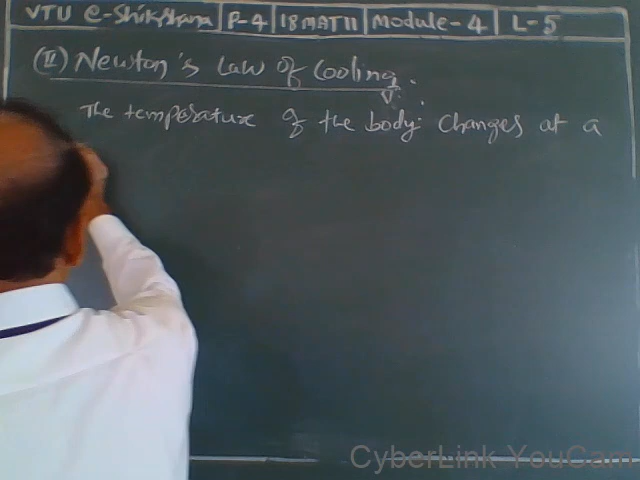 VTU e-Shikshana P-4 18MAT11 Module-4 L-5
(II) Newton's Law of Cooling.
The temperature of the body changes at a
CyberLink YouCam